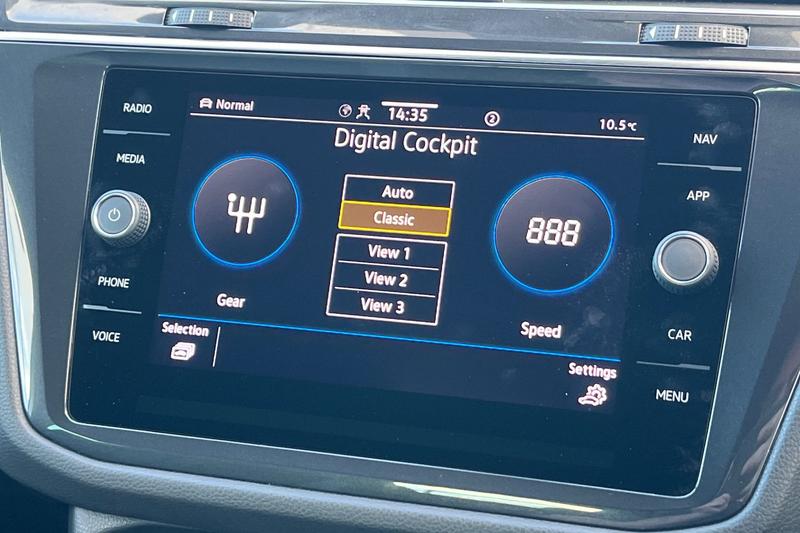 RADIO
MEDIA
PHONE
VOICE
Normal
14:35
2
10.5°C
Digital Cockpit
Auto
Classic
View 1
View 2
View 3
Gear
888
Speed
Selection
Settings
NAV
APP
CAR
MENU